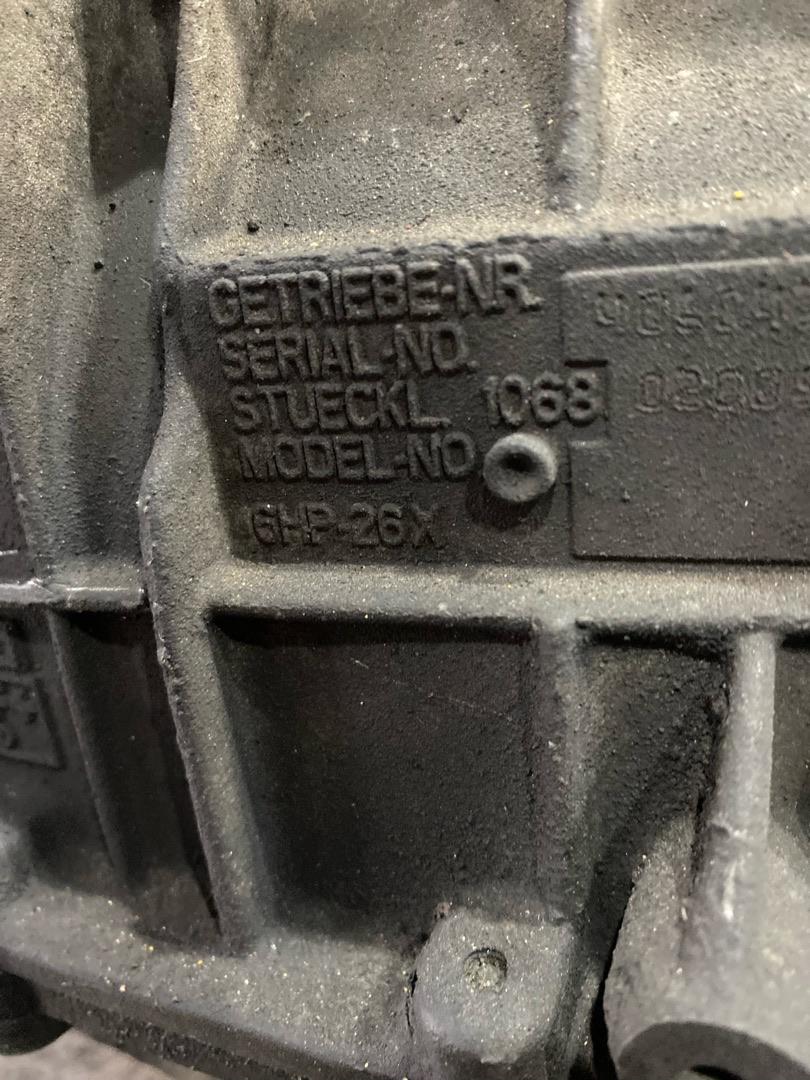 GETRIEBE-NR.
SERIAL-NO.
STUECKL. 1068
MODEL-NO
6HP-26X